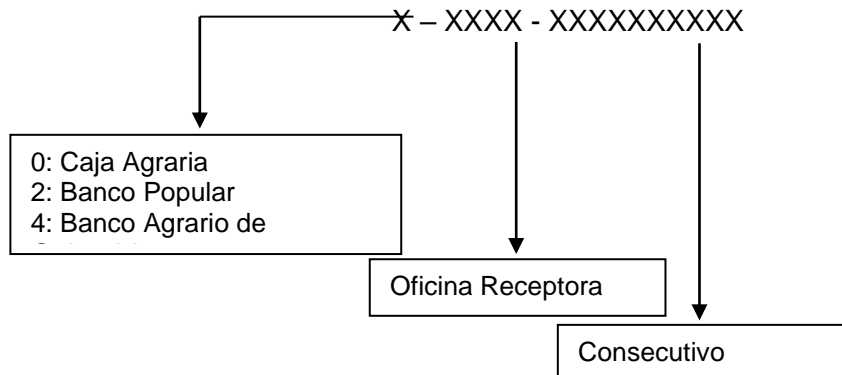 X – XXXX - XXXXXXXXXX
0: Caja Agraria
2: Banco Popular
4: Banco Agrario de
Oficina Receptora
Consecutivo